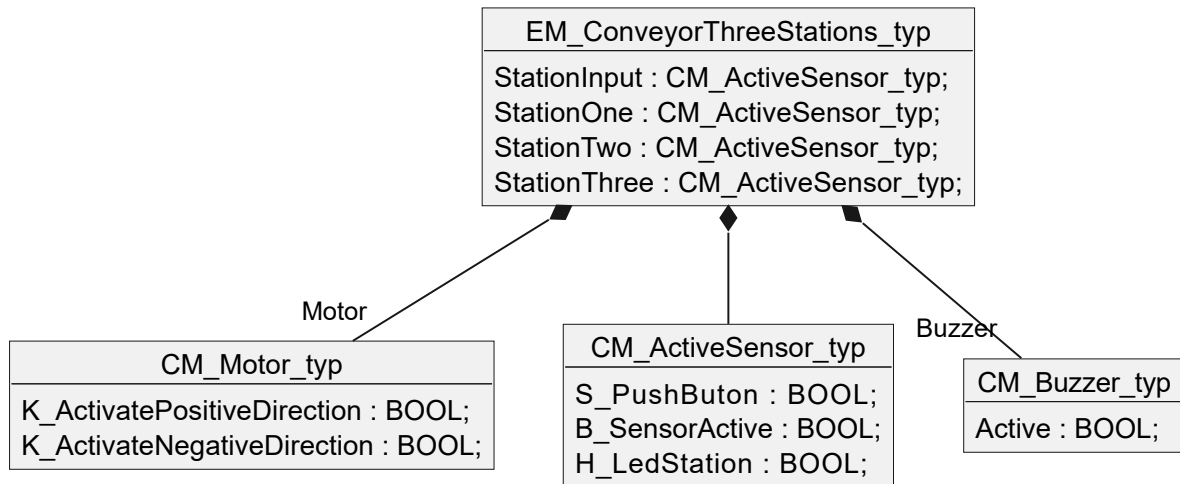 EM_ConveyorThreeStations_typ
StationInput : CM_ActiveSensor_typ;
StationOne : CM_ActiveSensor_typ;
StationTwo : CM_ActiveSensor_typ;
StationThree : CM_ActiveSensor_typ;
Motor
Buzzer
CM_Motor_typ
K_ActivatePositiveDirection : BOOL;
K_ActivateNegativeDirection : BOOL;
CM_ActiveSensor_typ
S_PushButon : BOOL;
B_SensorActive : BOOL;
H_LedStation : BOOL;
CM_Buzzer_typ
Active : BOOL;